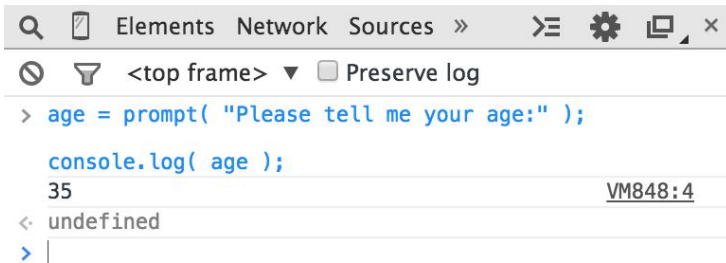 Elements Network Sources »
<top frame> ▼ Preserve log
> age = prompt( "Please tell me your age:" );
console.log( age );
35 VM848:4
undefined
>